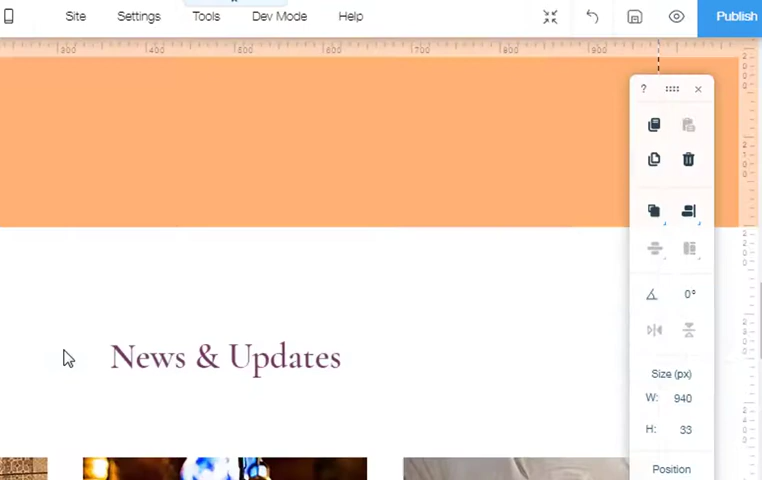 Site Settings Tools Dev Mode Help Publish
300 400 500 600 700 800 900
?
0°
News & Updates
Size (px)
W: 940
H: 33
Position